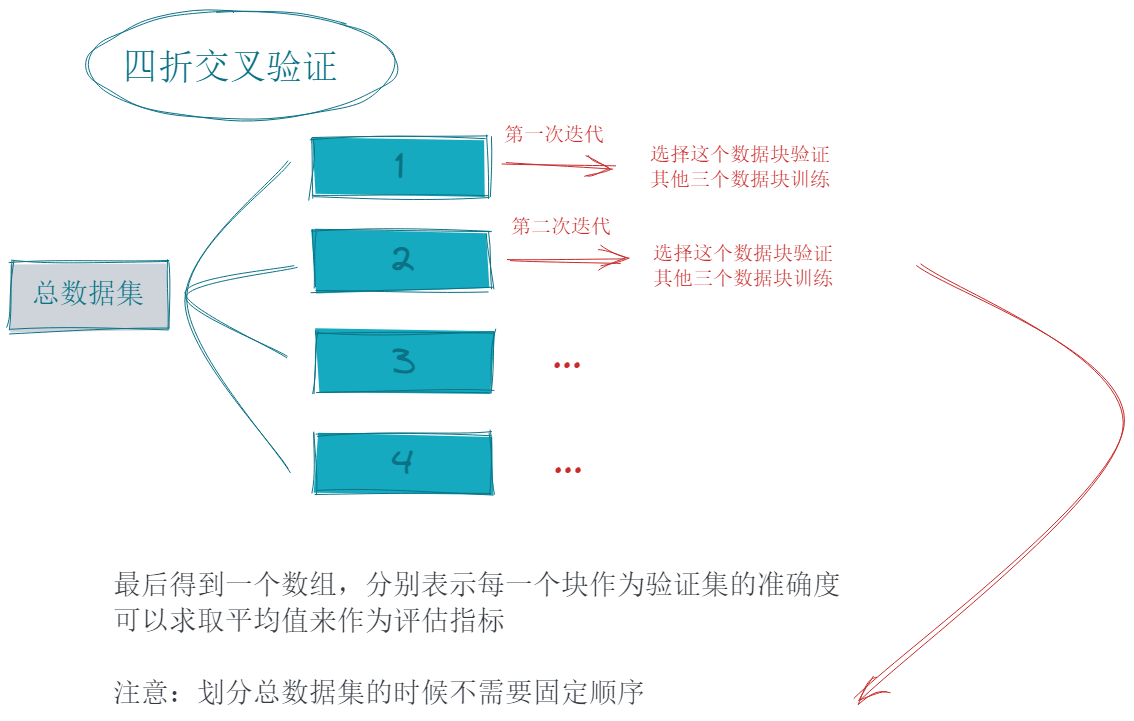 四折交叉验证
第一次迭代
1
选择这个数据块验证
其他三个数据块训练
第二次迭代
2
选择这个数据块验证
其他三个数据块训练
总数据集
3
...
4
...
最后得到一个数组，分别表示每一个块作为验证集的准确度
可以求取平均值来作为评估指标
注意：划分总数据集的时候不需要固定顺序